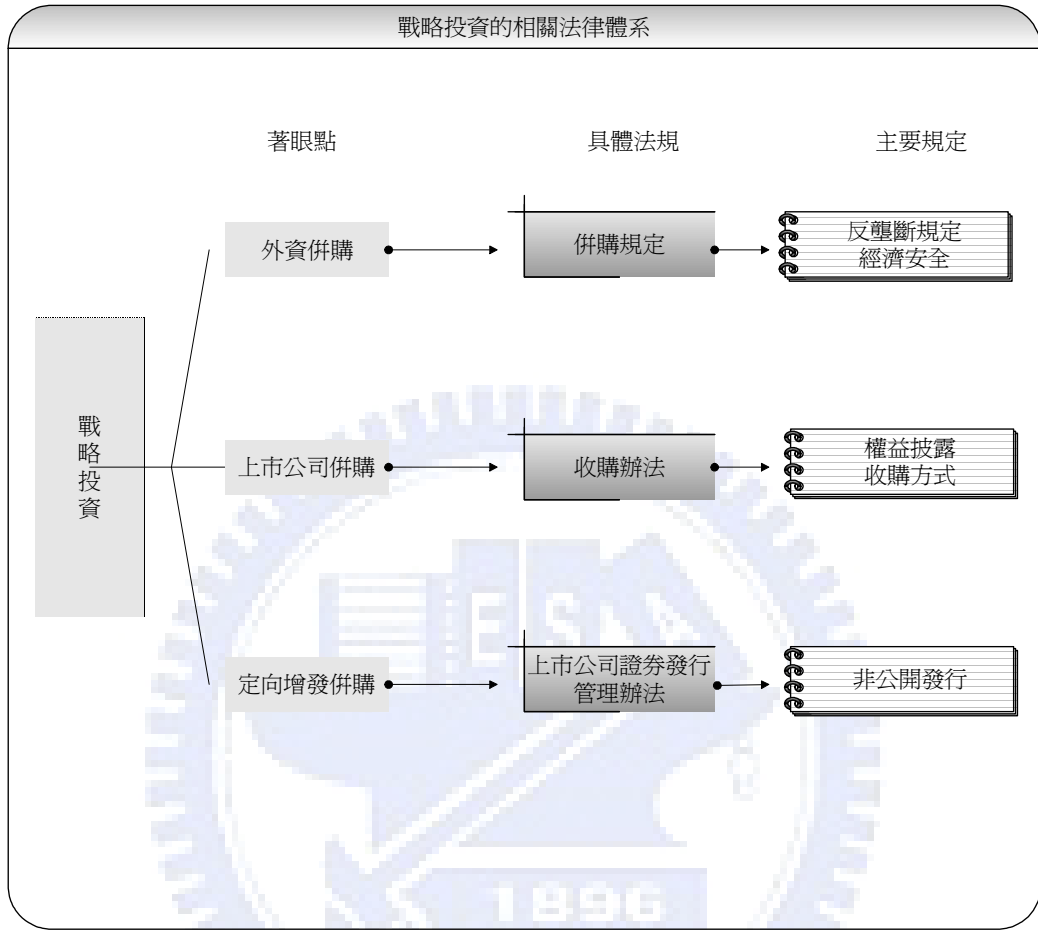 戰略投資的相關法律體系
著眼點
具體法規
主要規定
戰略投資
外資併購
併購規定
反壟斷規定
經濟安全
上市公司併購
收購辦法
權益披露
收購方式
定向增發併購
上市公司證券發行
管理辦法
非公開發行
ESA
1896